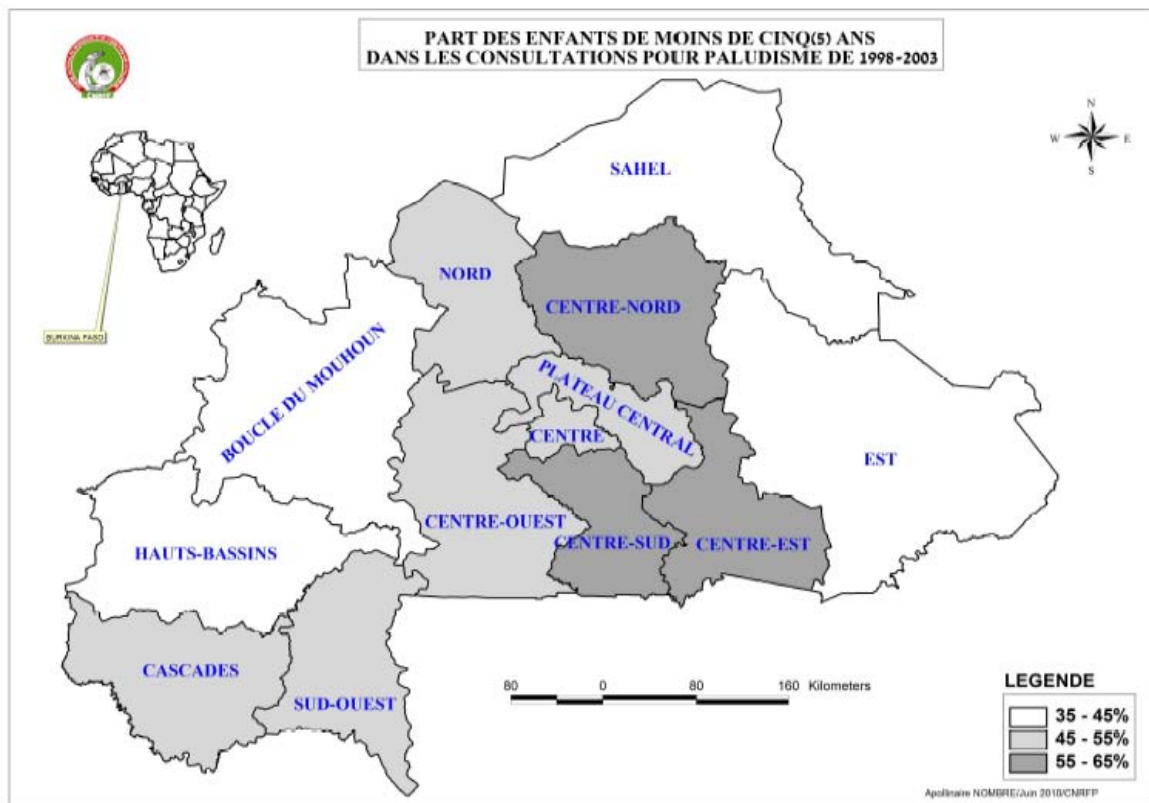 PART DES ENFANTS DE MOINS DE CINQ(5) ANS
DANS LES CONSULTATIONS POUR PALUDISME DE 1998-2003
N
W
E
S
SAHEL
NORD
CENTRE-NORD
BURKINA FASO
BOUCLE DU MOUHOUN
PLATEAU CENTRAL
CENTRE
EST
CENTRE-OUEST
CENTRE-SUD
CENTRE-EST
HAUTS-BASSINS
CASCADES
SUD-OUEST
80 0 80 160 Kilometers
LEGENDE
35 - 45%
45 - 55%
55 - 65%
Apollinaire NOMBRE/Juin 2010/CNRFP